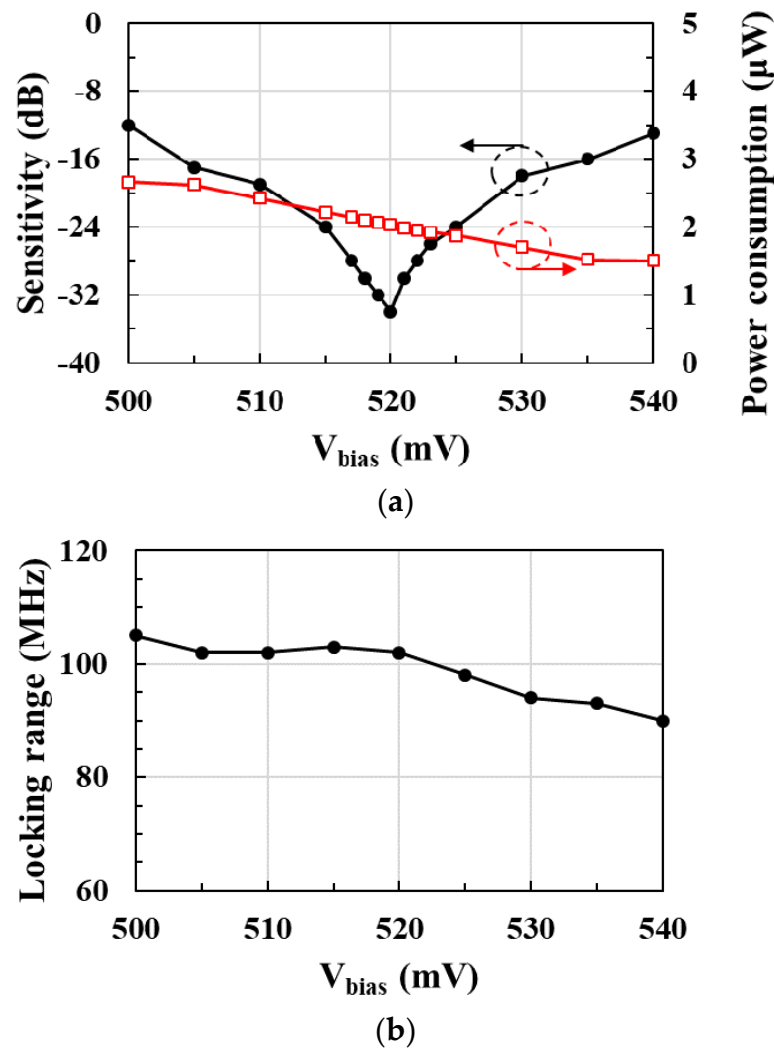 0
-8
-16
-24
-32
-40
Sensitivity (dB)
5
4
3
2
1
0
Power consumption (μW)
500 510 520 530 540
Vbias (mV)
(a)
120
100
80
60
Locking range (MHz)
500 510 520 530 540
Vbias (mV)
(b)